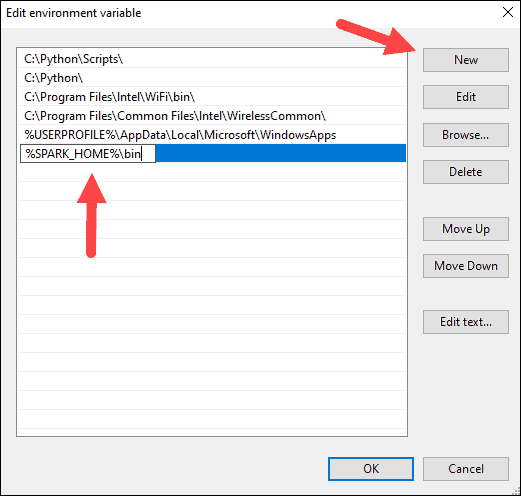 Edit environment variable
C:\Python\Scripts\
C:\Python\
C:\Program Files\Intel\WiFi\bin\
C:\Program Files\Common Files\Intel\WirelessCommon\
%USERPROFILE%\AppData\Local\Microsoft\WindowsApps
%SPARK_HOME%\bin
New
Edit
Browse...
Delete
Move Up
Move Down
Edit text...
OK
Cancel